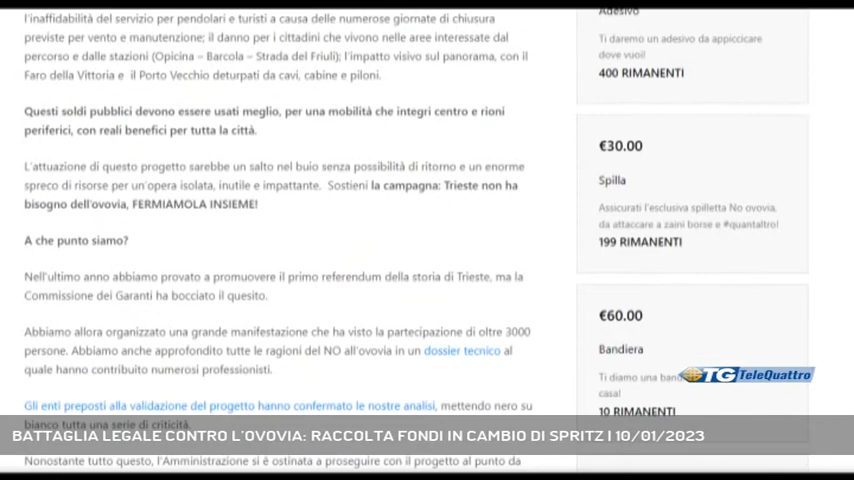 l'inaffidabilità del servizio per pendolari e turisti a causa delle numerose giornate di chiusura
previste per vento e manutenzione; il danno per i cittadini che vivono nelle aree interessate dal
percorso e dalle stazioni (Opicina – Barcola – Strada del Friuli); l'impatto visivo sul panorama, con il
Faro della Vittoria e il Porto Vecchio deturpati da cavi, cabine e piloni.
Questi soldi pubblici devono essere usati meglio, per una mobilità che integri centro e rioni
periferici, con reali benefici per tutta la città.
L'attuazione di questo progetto sarebbe un salto nel buio senza possibilità di ritorno e un enorme
spreco di risorse per un'opera isolata, inutile e impattante. Sostieni la campagna: Trieste non ha
bisogno dell'ovovia, FERMIAMOLA INSIEME!
A che punto siamo?
Nell'ultimo anno abbiamo provato a promuovere il primo referendum della storia di Trieste, ma la
Commissione dei Garanti ha bocciato il quesito.
Abbiamo allora organizzato una grande manifestazione che ha visto la partecipazione di oltre 3000
persone. Abbiamo anche approfondito tutte le ragioni del NO all'ovovia in un dossier tecnico al
quale hanno contribuito numerosi professionisti.
Gli enti preposti alla validazione del progetto hanno confermato le nostre analisi, mettendo nero su
bianco tutta una serie di criticità.
Nonostante tutto questo, l'Amministrazione si è ostinata a proseguire con il progetto al punto da
Adesivo
Ti daremo un adesivo da appiccicare
dove vuoi!
400 RIMANENTI
€30.00
Spilla
Assicurati l'esclusiva spilletta No ovovia,
da attaccare a zaini borse e #quantaltro!
199 RIMANENTI
€60.00
Bandiera
Ti diamo una
casa!
10 RIMANENTI
TG TeleQuattro
BATTAGLIA LEGALE CONTRO L'OVOVIA: RACCOLTA FONDI IN CAMBIO DI SPRITZ | 10/01/2023